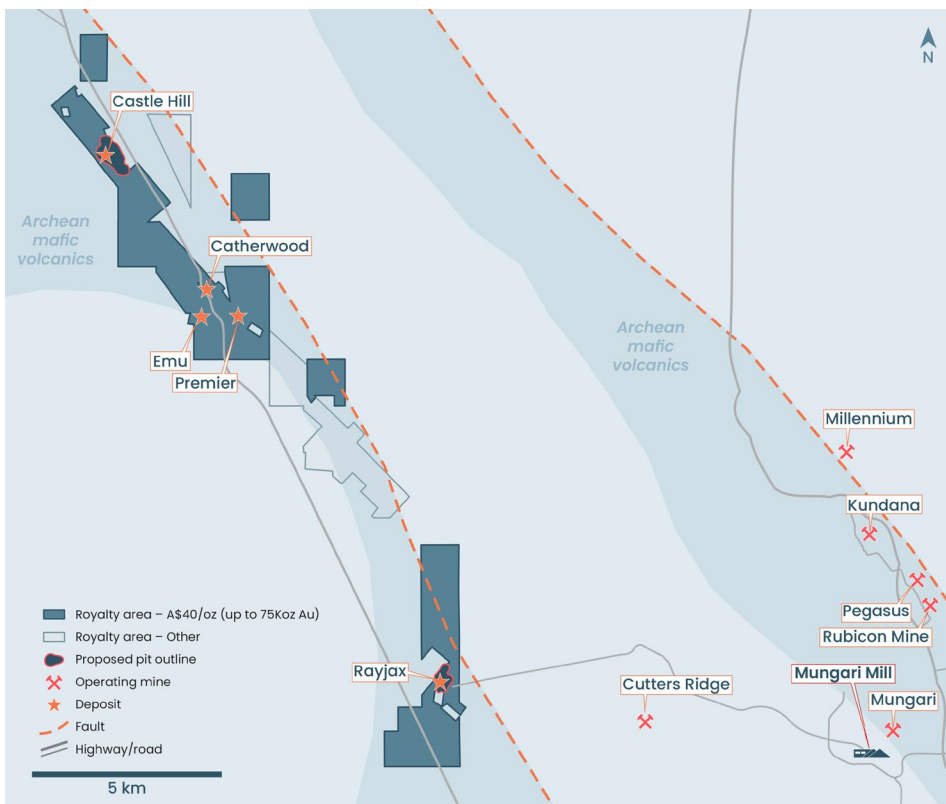 N
Castle Hill
Archean
mafic
volcanics
Catherwood
Emu
Premier
Archean
mafic
volcanics
Millennium
Kundana
Pegasus
Rubicon Mine
Rayjax
Cutters Ridge
Mungari Mill
Mungari
Royalty area – A$40/oz (up to 75Koz Au)
Royalty area – Other
Proposed pit outline
Operating mine
Deposit
Fault
Highway/road
5 km